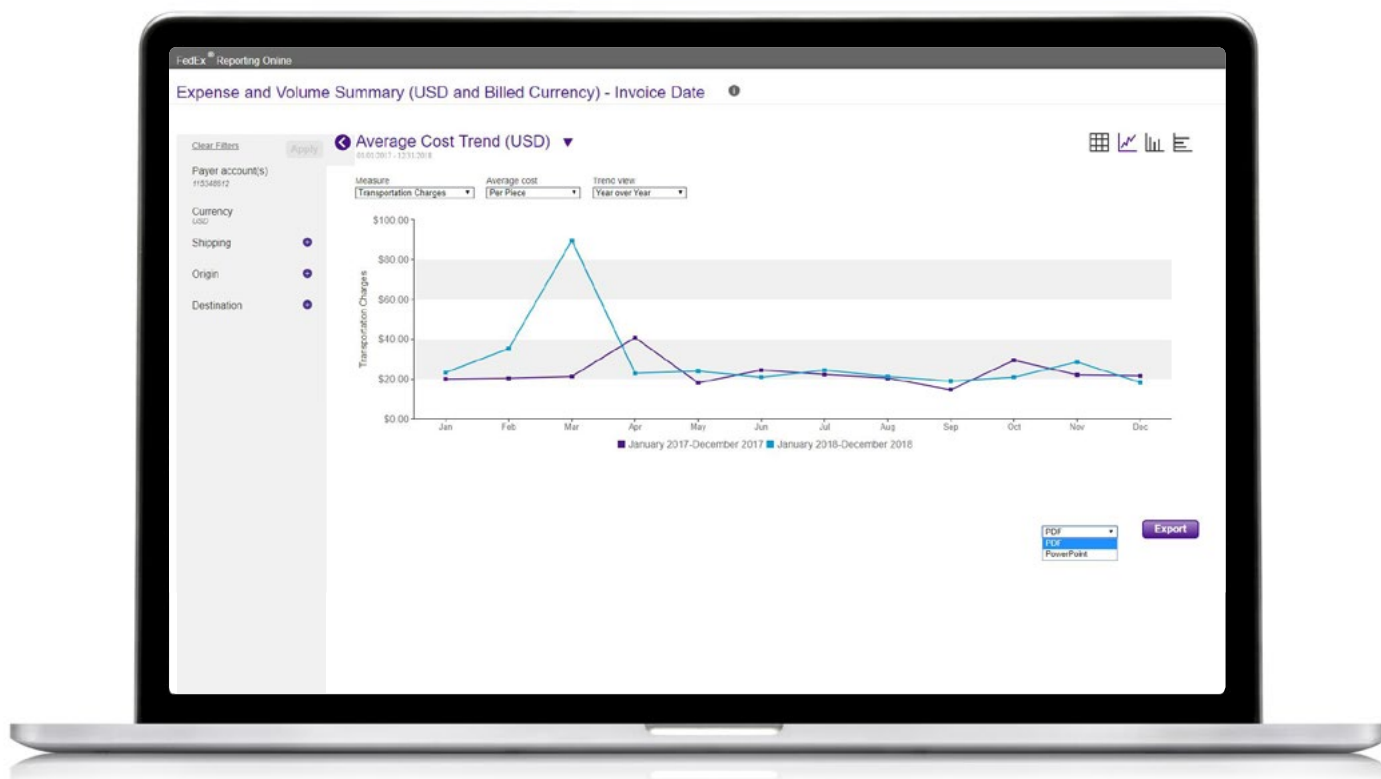 FedEx® Reporting Online
Expense and Volume Summary (USD and Billed Currency) - Invoice Date
Clear Filters
Apply
Payer account(s)
Currency
USD
Shipping
Origin
Destination
Average Cost Trend (USD)
Measure
Average cost
Trend view
Transportation Charges
Per Piece
Year over Year
Transportation Charges
$100.00
$80.00
$60.00
$40.00
$20.00
$0.00
Jan Feb Mar Apr May Jun Jul Aug Sep Oct Nov Dec
January 2017-December 2017 January 2018-December 2018
PDF
PDF
PowerPoint
Export